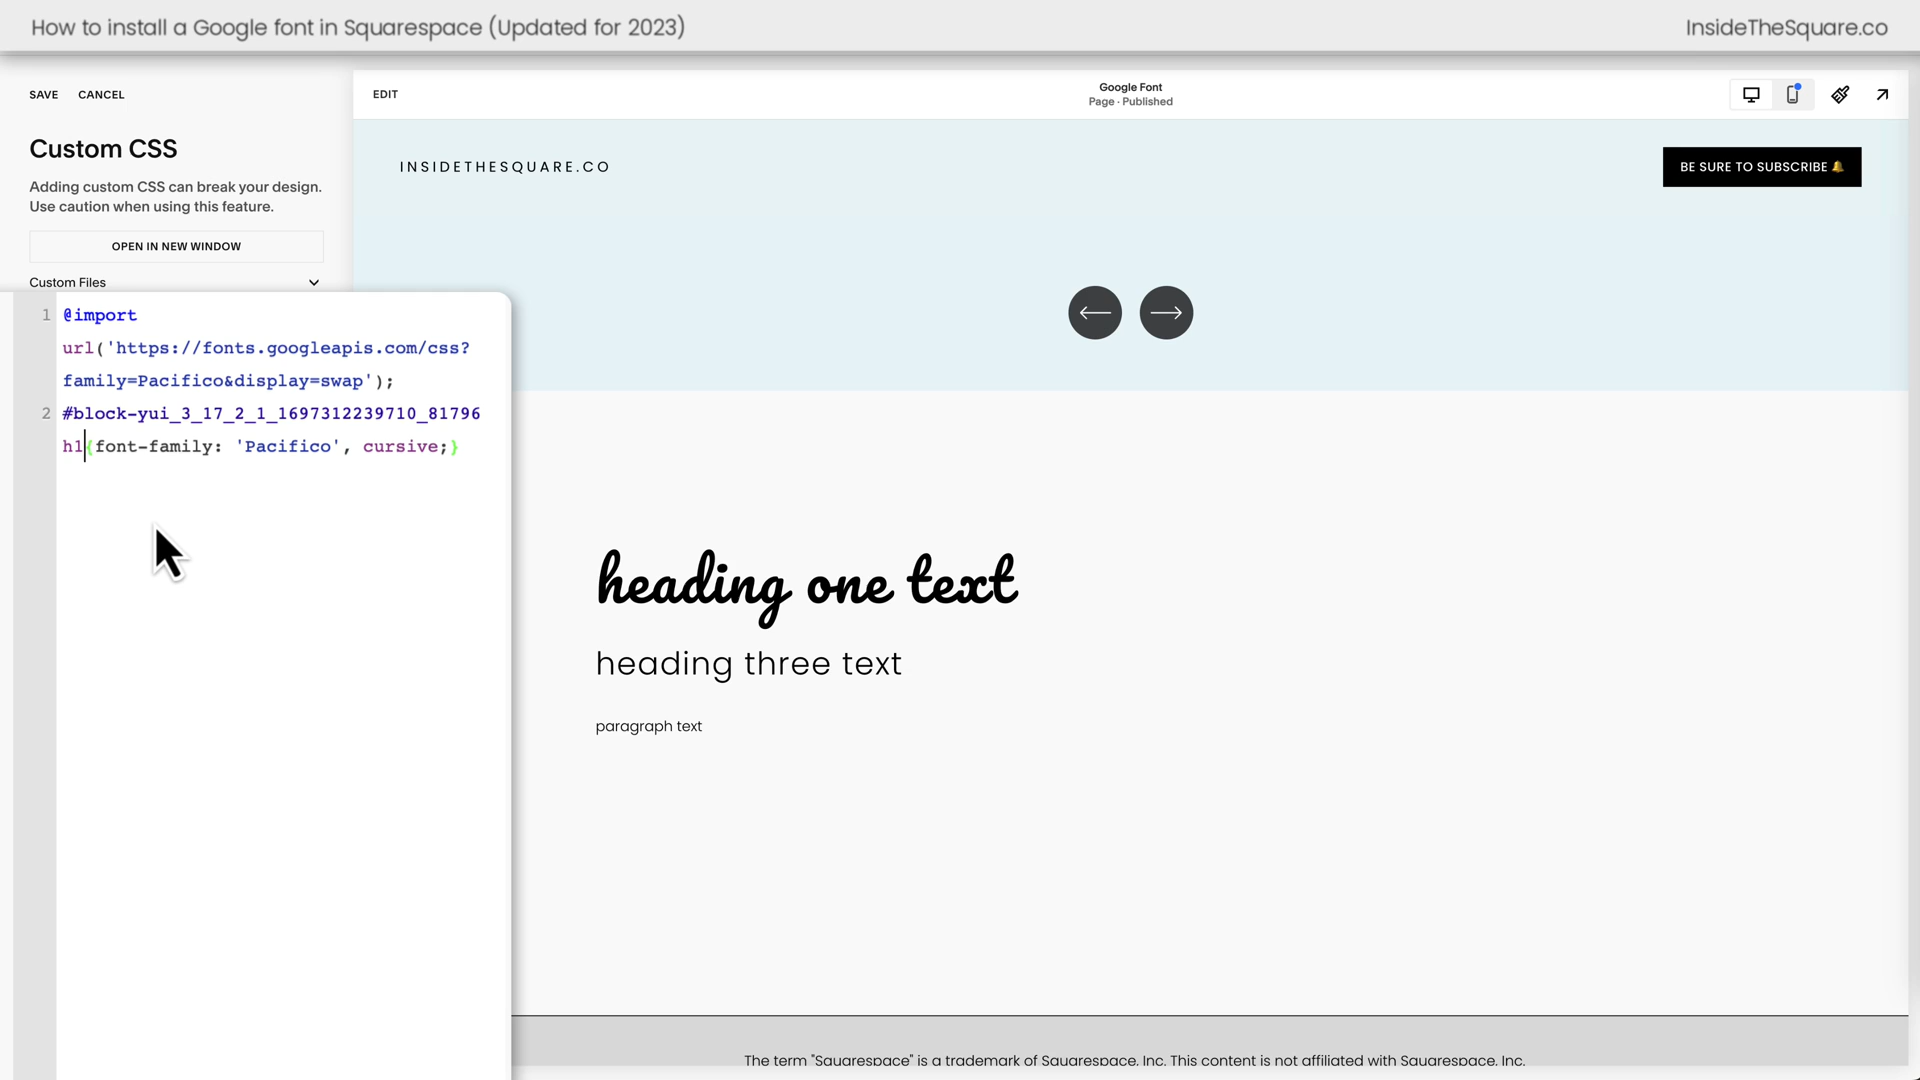 How to install a Google font in Squarespace (Updated for 2023)
InsideTheSquare.co
SAVE CANCEL
EDIT
Google Font
Page · Published
Custom CSS
Adding custom CSS can break your design.
Use caution when using this feature.
OPEN IN NEW WINDOW
Custom Files
INSIDETHESQUARE.CO
BE SURE TO SUBSCRIBE 🔔
1 @import
url('https://fonts.googleapis.com/css?
family=Pacifico&display=swap');
2 #block-yui_3_17_2_1_1697312239710_81796
h1{font-family: 'Pacifico', cursive;}
heading one text
heading three text
paragraph text
The term "Squarespace" is a trademark of Squarespace, Inc. This content is not affiliated with Squarespace, Inc.